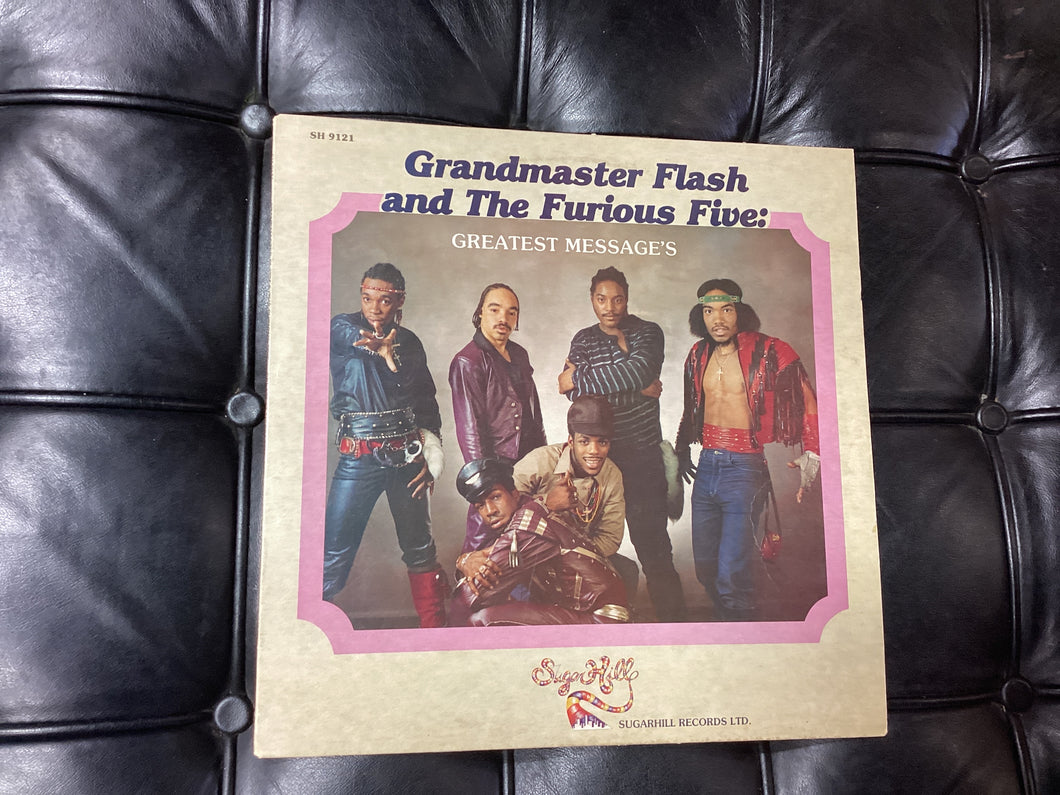 SH 9121
Grandmaster Flash
and The Furious Five:
GREATEST MESSAGE'S
SugarHill
SUGARHILL RECORDS LTD.